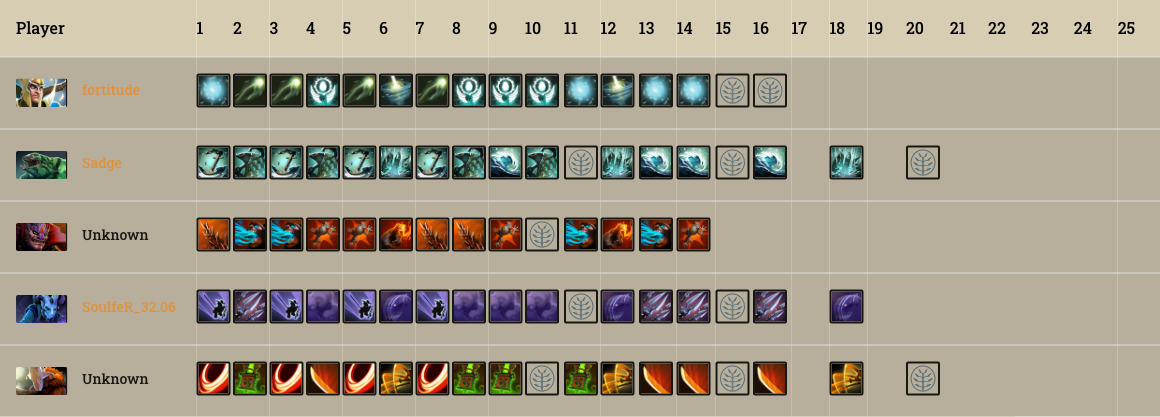 Player 1 2 3 4 5 6 7 8 9 10 11 12 13 14 15 16 17 18 19 20 21 22 23 24 25
fortitude
Sadge
Unknown
SoulfeR_32.06
Unknown